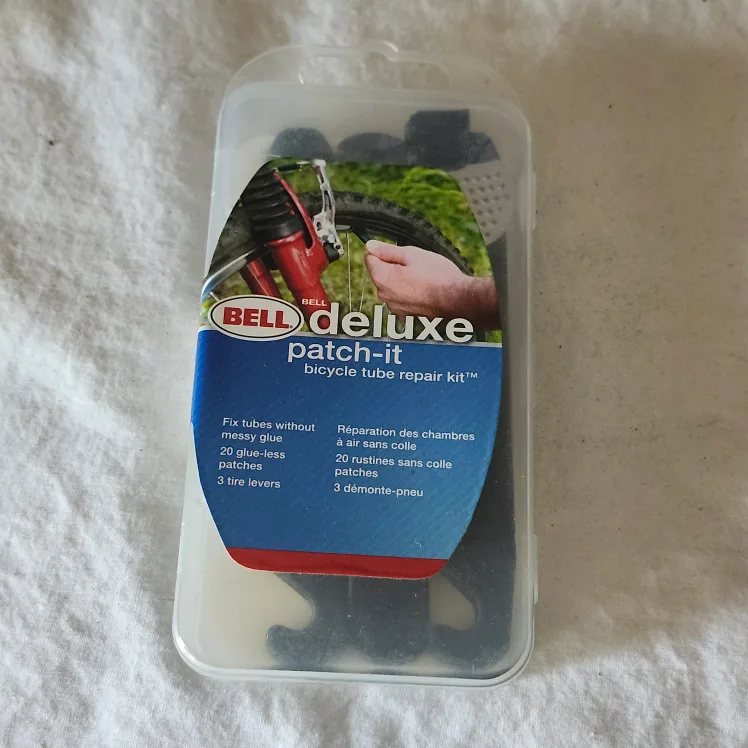 BELL
BELL
deluxe
patch-it
bicycle tube repair kit™
Fix tubes without
messy glue
20 glue-less
patches
3 tire levers
Réparation des chambres
à air sans colle
20 rustines sans colle
patches
3 démonte-pneu